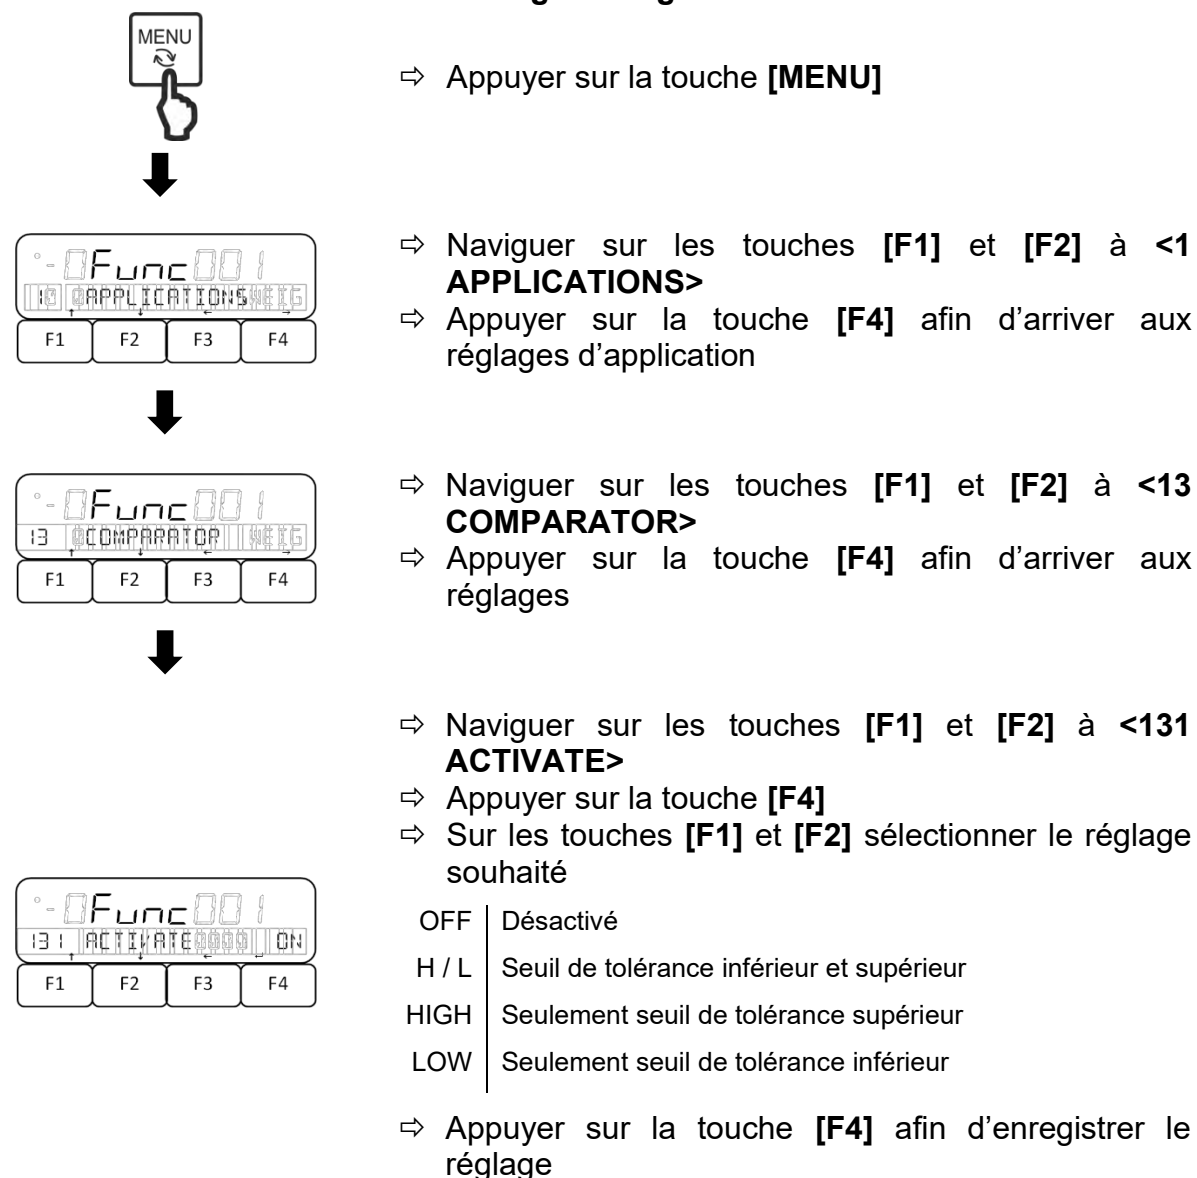 MENU
⇨ Appuyer sur la touche [MENU]
Func
10 APPLICATIONS
F1 F2 F3 F4
⇨ Naviguer sur les touches [F1] et [F2] à <1
APPLICATIONS>
⇨ Appuyer sur la touche [F4] afin d’arriver aux
réglages d’application
Func
13 COMPARATOR
F1 F2 F3 F4
⇨ Naviguer sur les touches [F1] et [F2] à <13
COMPARATOR>
⇨ Appuyer sur la touche [F4] afin d’arriver aux
réglages
⇨ Naviguer sur les touches [F1] et [F2] à <131
ACTIVATE>
⇨ Appuyer sur la touche [F4]
⇨ Sur les touches [F1] et [F2] sélectionner le réglage
souhaité
Func
131 ACTIVATE ON
F1 F2 F3 F4
OFF Désactivé
H / L Seuil de tolérance inférieur et supérieur
HIGH Seulement seuil de tolérance supérieur
LOW Seulement seuil de tolérance inférieur
⇨ Appuyer sur la touche [F4] afin d’enregistrer le
réglage